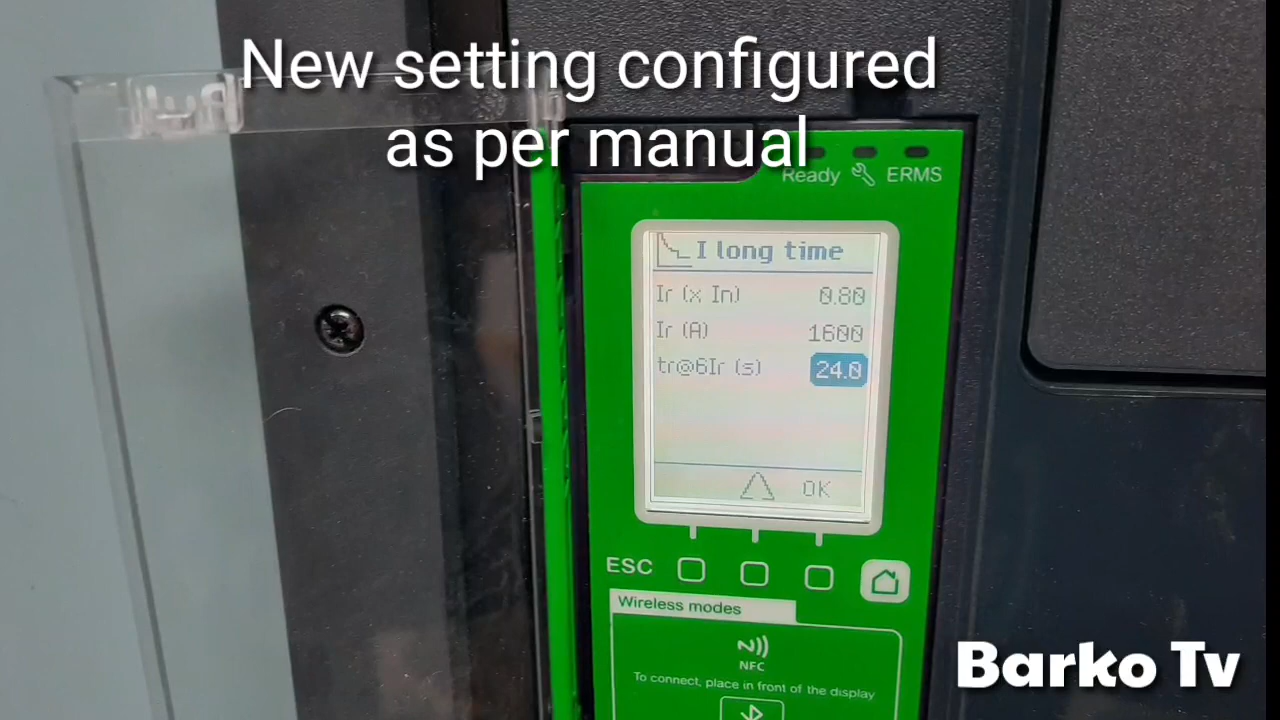 New setting configured
as per manual
Ready ERMS
I long time
Ir (x In) 0.80
Ir (A) 1600
tr@6Ir (s) 24.0
OK
ESC
Wireless modes
NFC
To connect, place in front of the display
Barko Tv